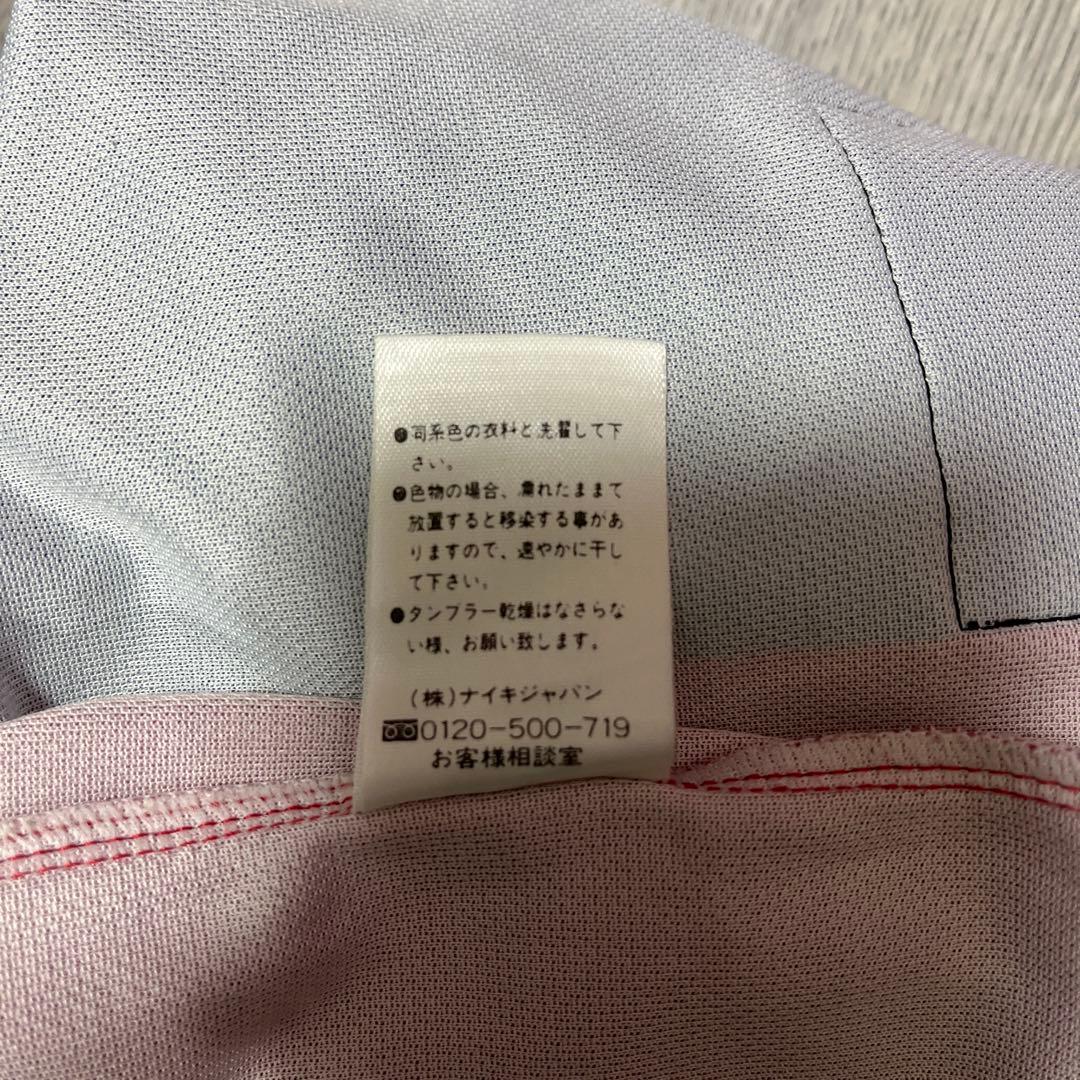 ●同系色の衣料と洗濯して下
さい。
●色物の場合、濡れたままで
放置すると移染する事があ
りますので、速やかに干し
て下さい。
●タンブラー乾燥はなさらな
い様、お願い致します。
(株)ナイキジャパン
0120-500-719
お客様相談室